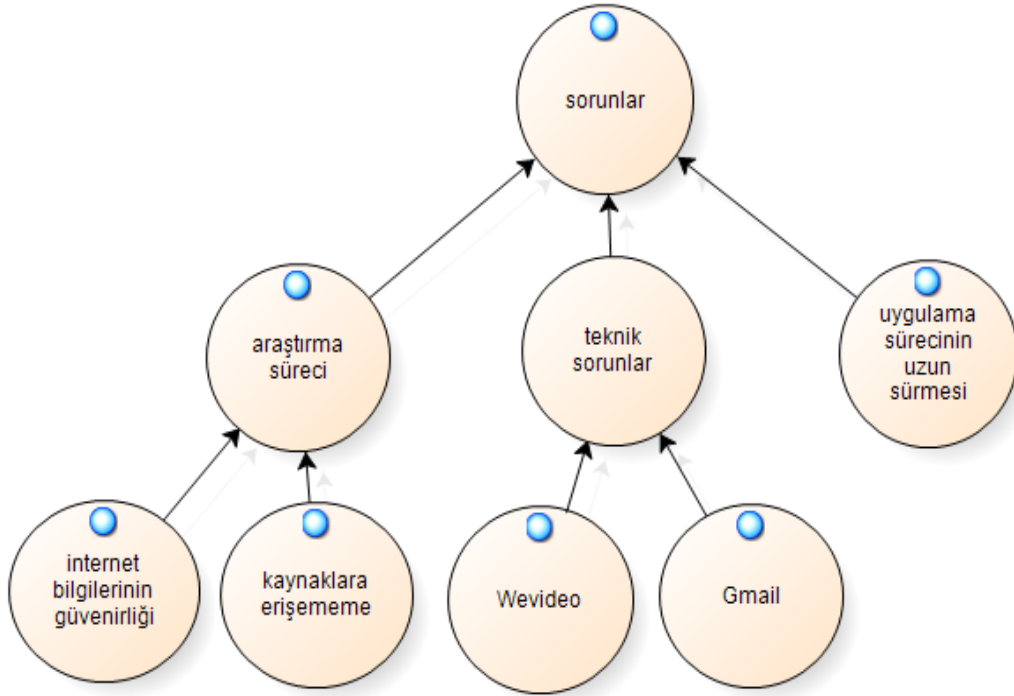 sorunlar
araştırma
süreci
teknik
sorunlar
uygulama
sürecinin
uzun
sürmesi
internet
bilgilerinin
güvenirliği
kaynaklara
erişememe
Wevideo
Gmail